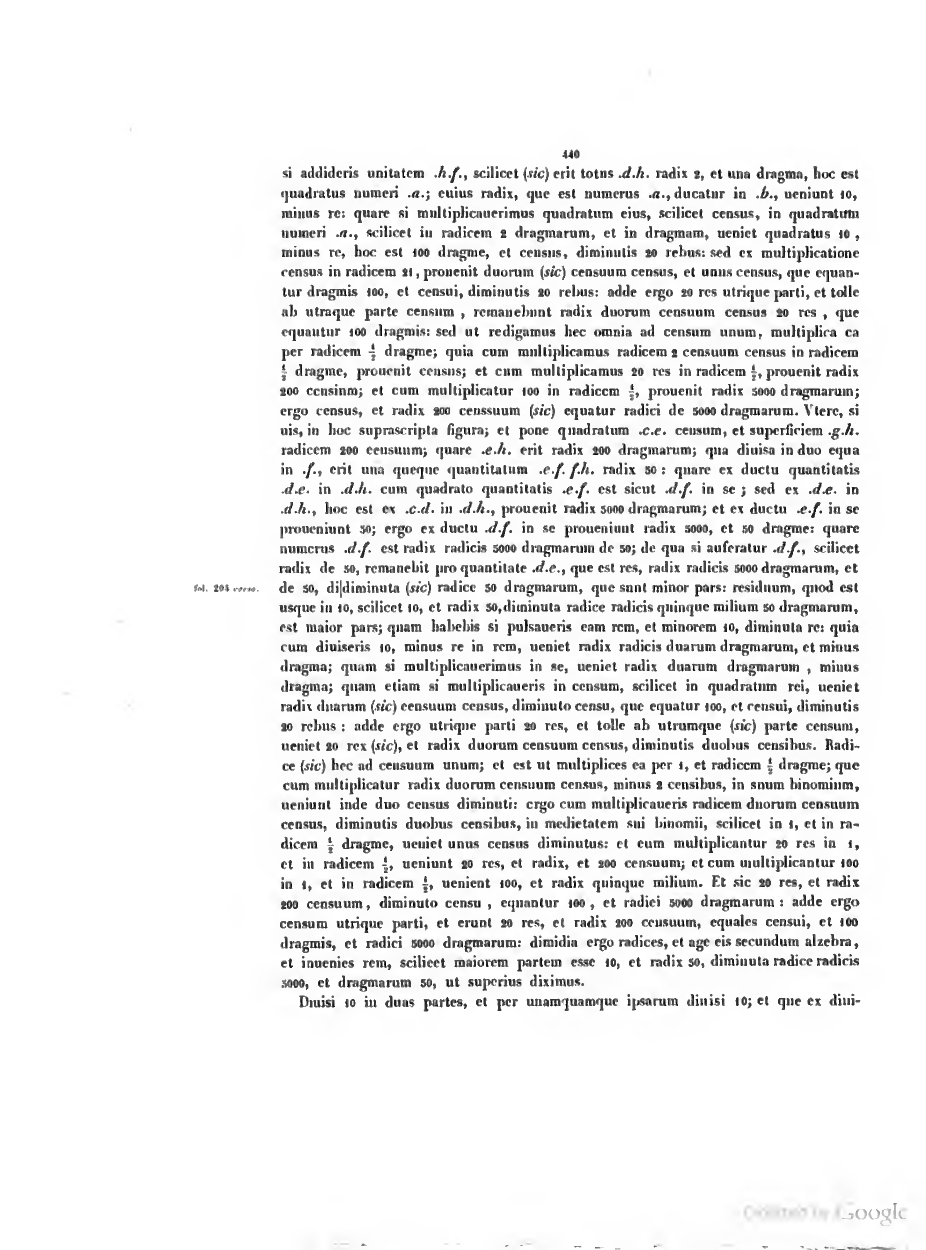 440
si addideris unitatem .h.f., scilicet (sic) erit totus .d.h. radix 2, et una dragma, hoc est
quadratus numeri .a.; cuius radix, que est numerus .a., ducatur in .b., ueniunt 10,
minus re: quare si multiplicauerimus quadratum eius, scilicet census, in quadratum
numeri .a., scilicet in radicem 2 dragmarum, et in dragmam, ueniet quadratus 10 ,
minus re, hoc est 100 dragme, et census, diminutis 20 rebus: sed ex multiplicatione
census in radicem 21, prouenit duorum (sic) censuum census, et unus census, que equan-
tur dragmis 100, et censui, diminutis 20 rebus: adde ergo 20 res utrique parti, et tolle
ab utraque parte censum , remanebunt radix duorum censuum census 20 res , que
equantur 100 dragmis: sed ut redigamus hec omnia ad censum unum, multiplica ea
per radicem 1/2 dragme; quia cum multiplicamus radicem 2 censuum census in radicem
1/2 dragme, prouenit census; et cum multiplicamus 20 res in radicem 1/2, prouenit radix
200 censinm; et cum multiplicatur 100 in radicem 1/2, prouenit radix 5000 dragmarum;
ergo census, et radix 200 censsuum (sic) equatur radici de 5000 dragmarum. Vtere, si
uis, in hoc suprascripta figura; et pone quadratum .c.e. censum, et superficiem .g.h.
radicem 200 censuum; quare .e.h. erit radix 200 dragmarum; qua diuisa in duo equa
in .f., erit una queque quantitatum .e.f. f.h. radix 50 : quare ex ductu quantitatis
.d.e. in .d.h. cum quadrato quantitatis .e.f. est sicut .d.f. in se ; sed ex .d.e. in
.d.h., hoc est ex .c.d. in .d.h., prouenit radix 5000 dragmarum; et ex ductu .e.f. in se
proueniunt 50; ergo ex ductu .d.f. in se proueniunt radix 5000, et 50 dragme: quare
numerus .d.f. est radix radicis 5000 dragmarum de 50; de qua si auferatur .d.f., scilicet
radix de 50, remanebit pro quantitate .d.e., que est res, radix radicis 5000 dragmarum, et
fol. 205 verso. de 50, di|diminuta (sic) radice 50 dragmarum, que sunt minor pars: residuum, quod est
usque in 10, scilicet 10, et radix 50,diminuta radice radicis quinque milium 50 dragmarum,
est maior pars; quam habebis si pulsaueris eam rem, et minorem 10, diminuta re: quia
cum diuiseris 10, minus re in rem, ueniet radix radicis duarum dragmarum, et minus
dragma; quam si multiplicauerimus in se, ueniet radix duarum dragmarum , minus
dragma; quam etiam si multiplicaueris in censum, scilicet in quadratum rei, ueniet
radix duarum (sic) censuum census, diminuto censu, que equatur 100, et censui, diminutis
20 rebus : adde ergo utrique parti 20 res, et tolle ab utrumque (sic) parte censum,
ueniet 20 rex (sic), et radix duorum censuum census, diminutis duobus censibus. Radi-
ce (sic) hec ad censuum unum; et est ut multiplices ea per 1, et radicem 1/2 dragme; que
cum multiplicatur radix duorum censuum census, minus 2 censibus, in suum binomium,
ueniunt inde duo census diminuti: ergo cum multiplicaueris radicem duorum censuum
census, diminutis duobus censibus, in medietatem sui binomii, scilicet in 1, et in ra-
dicem 1/2 dragme, ueniet unus census diminutus: et cum multiplicantur 20 res in 1,
et in radicem 1/2, ueniunt 20 res, et radix, et 200 censuum; et cum multiplicantur 100
in 1, et in radicem 1/2, uenient 100, et radix quinque milium. Et sic 20 res, et radix
200 censuum , diminuto censu , equantur 100 , et radici 5000 dragmarum : adde ergo
censum utrique parti, et erunt 20 res, et radix 200 censuum, equales censui, et 100
dragmis, et radici 5000 dragmarum: dimidia ergo radices, et age eis secundum alzebra,
et inuenies rem, scilicet maiorem partem esse 10, et radix 50, diminuta radice radicis
5000, et dragmarum 50, ut superius diximus.
Diuisi 10 in duas partes, et per unamquamque ipsarum diuisi 10; et que ex diui-
Digitized by Google